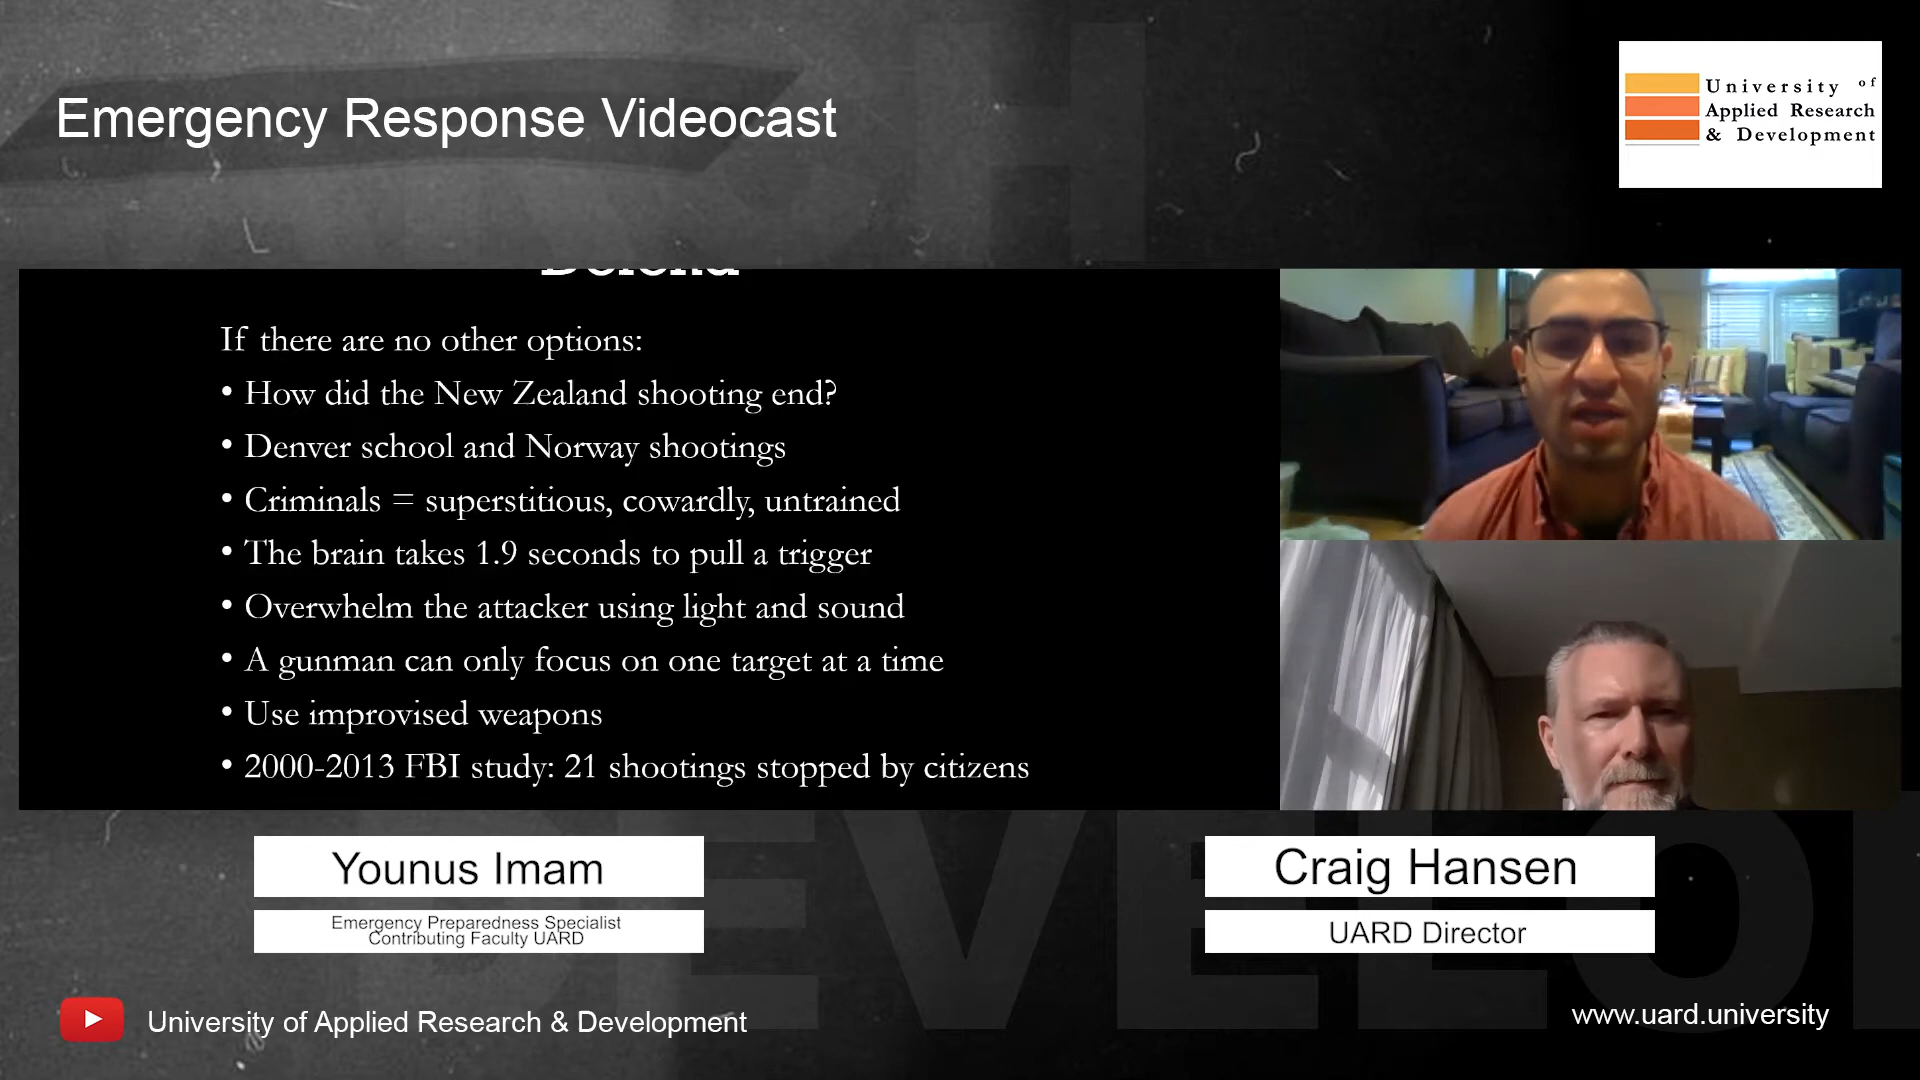 Emergency Response Videocast
University of
Applied Research
& Development
Defend
If there are no other options:
• How did the New Zealand shooting end?
• Denver school and Norway shootings
• Criminals = superstitious, cowardly, untrained
• The brain takes 1.9 seconds to pull a trigger
• Overwhelm the attacker using light and sound
• A gunman can only focus on one target at a time
• Use improvised weapons
• 2000-2013 FBI study: 21 shootings stopped by citizens
Younus Imam
Emergency Preparedness Specialist
Contributing Faculty UARD
Craig Hansen
UARD Director
University of Applied Research & Development
www.uard.university